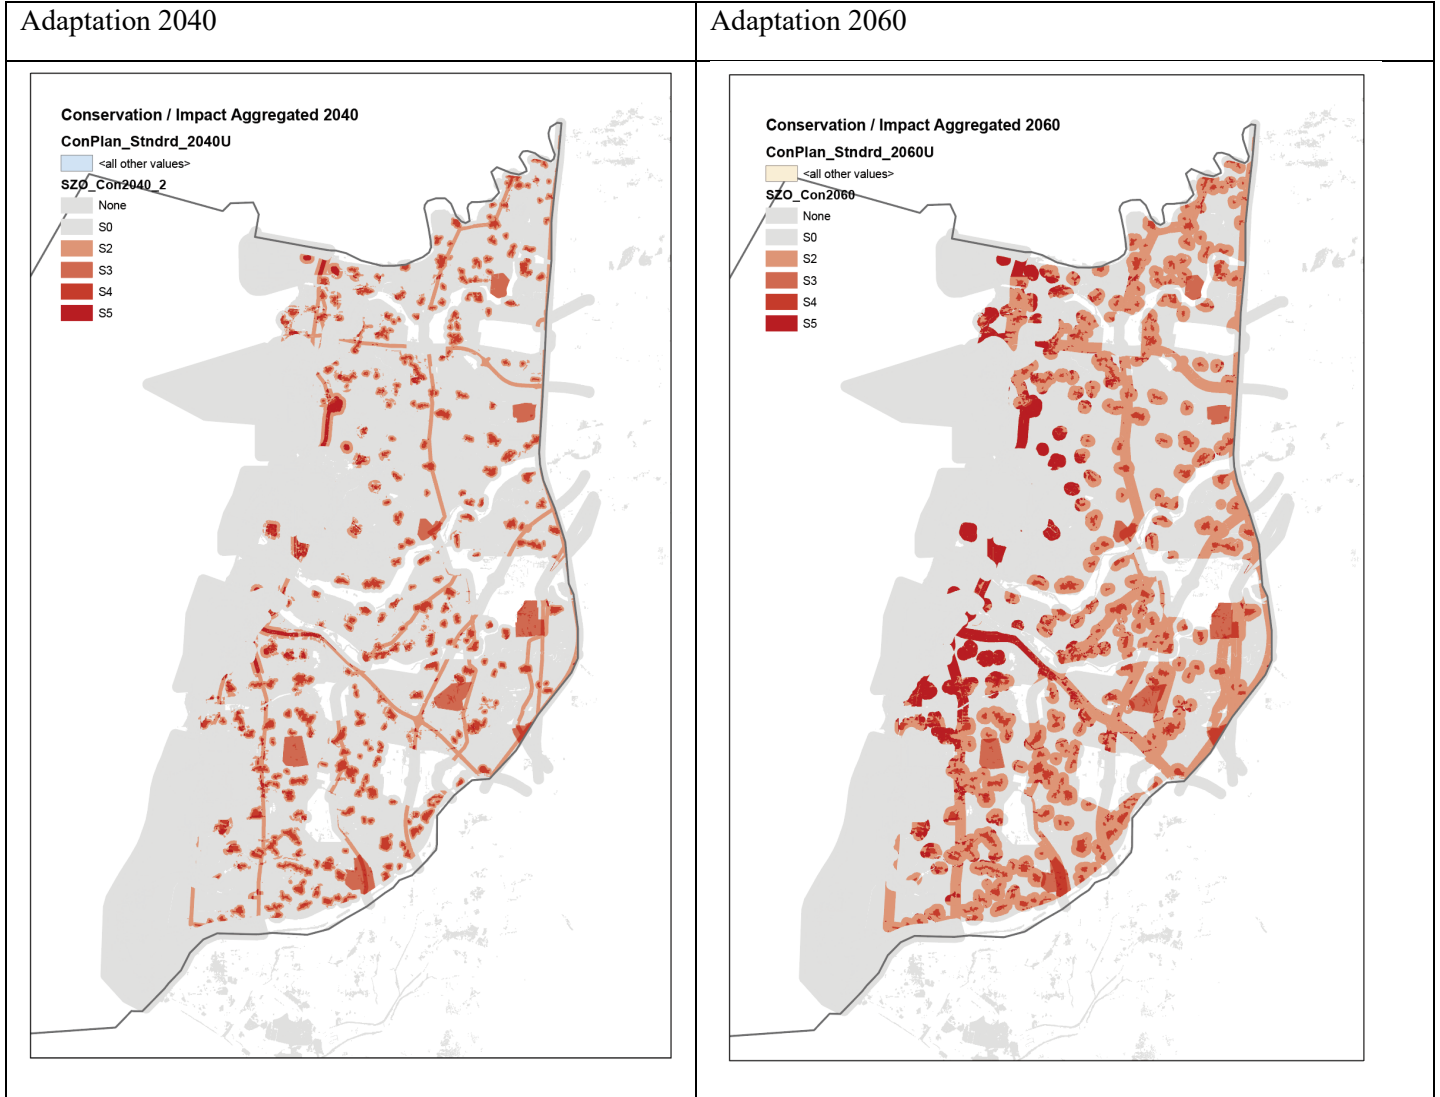 Adaptation 2040
Adaptation 2060
Conservation / Impact Aggregated 2040
ConPlan_Stndrd_2040U
<all other values>
SZO_Con2040_2
None
S0
S2
S3
S4
S5
Conservation / Impact Aggregated 2060
ConPlan_Stndrd_2060U
<all other values>
SZO_Con2060
None
S0
S2
S3
S4
S5